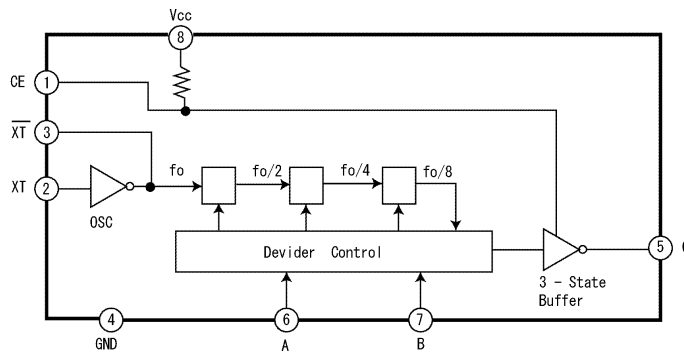 Vcc
8
CE 1
XT 3
fo
fo/2
fo/4
fo/8
XT 2
OSC
Devider Control
5
3 - State
Buffer
4
6
7
GND
A
B